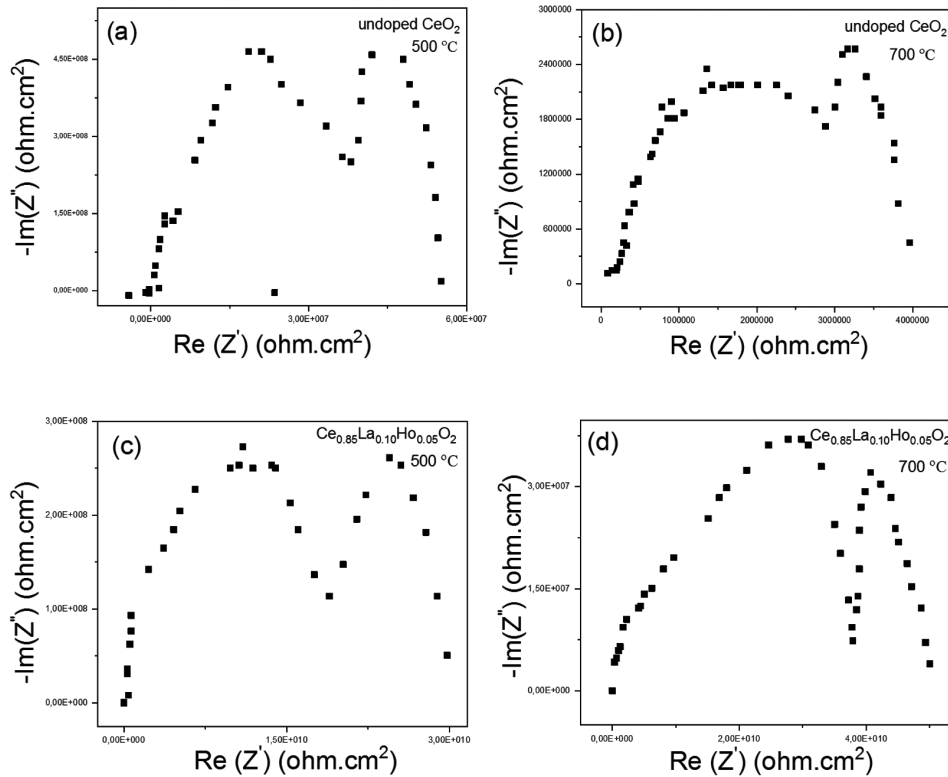 (a)
undoped CeO2
500 °C
4,50E+008
3,00E+008
1,50E+008
0,00E+000
-Im(Z'') (ohm.cm2)
0,00E+000 3,00E+007 6,00E+007
Re (Z') (ohm.cm2)
(b)
undoped CeO2
700 °C
3000000
2400000
1800000
1200000
600000
0
-Im(Z'') (ohm.cm2)
0 1000000 2000000 3000000 4000000
Re (Z') (ohm.cm2)
(c)
Ce0.85La0.10Ho0.05O2
500 °C
3,00E+008
2,00E+008
1,00E+008
0,00E+000
-Im(Z'') (ohm.cm2)
0,00E+000 1,50E+010 3,00E+010
Re (Z') (ohm.cm2)
(d)
Ce0.85La0.10Ho0.05O2
700 °C
3,00E+007
1,50E+007
0,00E+000
-Im(Z'') (ohm.cm2)
0,00E+000 2,00E+010 4,00E+010
Re (Z') (ohm.cm2)